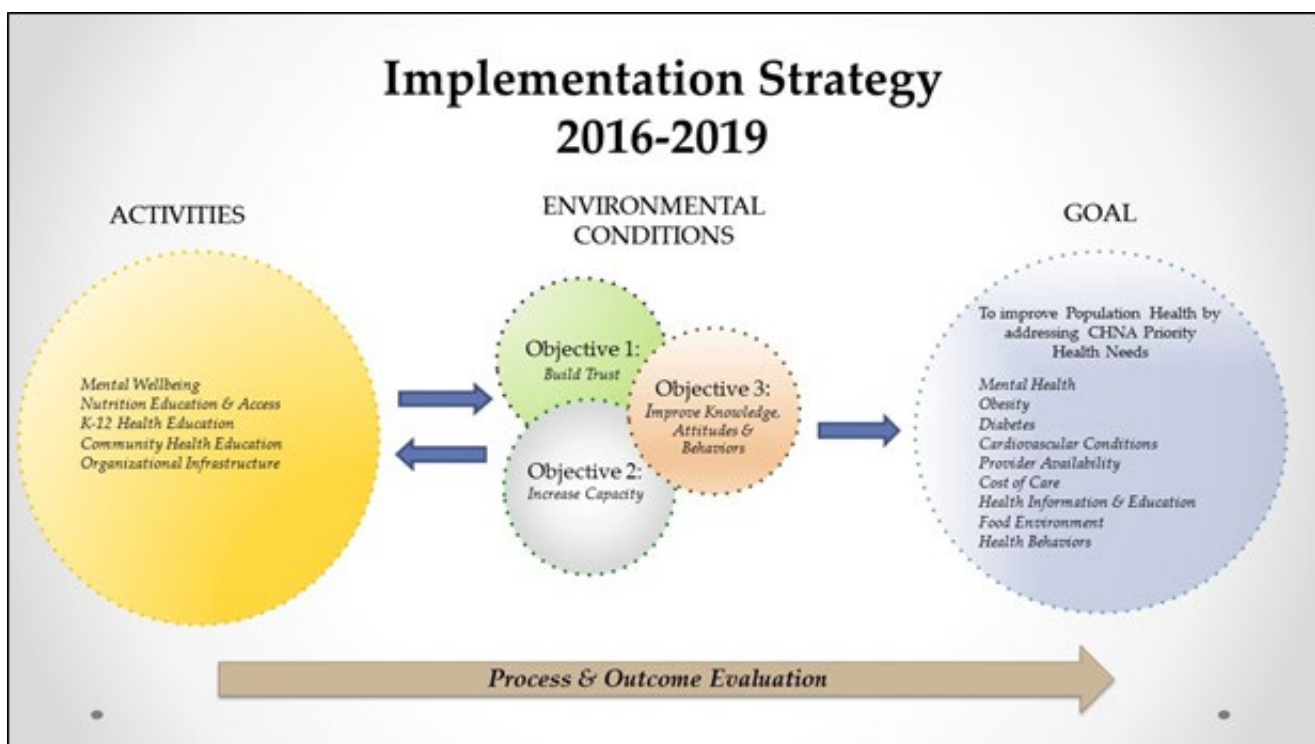 Implementation Strategy
2016-2019
ACTIVITIES
Mental Wellbeing
Nutrition Education & Access
K-12 Health Education
Community Health Education
Organizational Infrastructure
ENVIRONMENTAL
CONDITIONS
Objective 1:
Build Trust
Objective 2:
Increase Capacity
Objective 3:
Improve Knowledge,
Attitudes &
Behaviors
GOAL
To improve Population Health by
addressing CHNA Priority
Health Needs
Mental Health
Obesity
Diabetes
Cardiovascular Conditions
Provider Availability
Cost of Care
Health Information & Education
Food Environment
Health Behaviors
Process & Outcome Evaluation